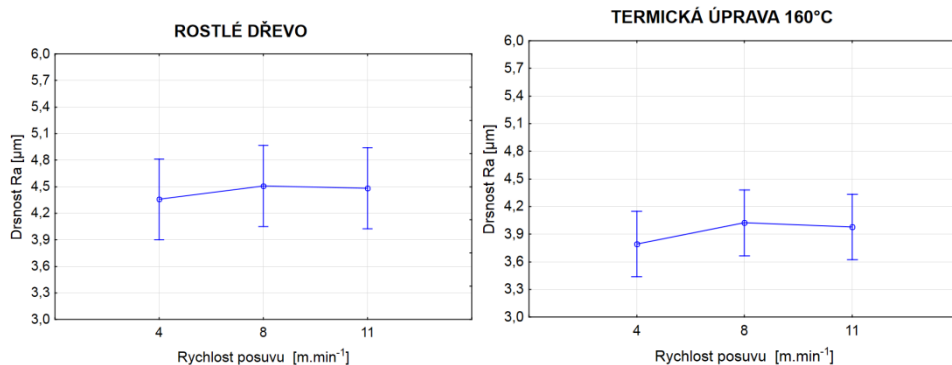 ROSTLÉ DŘEVO
6,0
5,7
5,4
5,1
4,8
4,5
4,2
3,9
3,6
3,3
3,0
Drsnost Ra [µm]
4 8 11
Rychlost posuvu [m.min⁻¹]
TERMICKÁ ÚPRAVA 160°C
6,0
5,7
5,4
5,1
4,8
4,5
4,2
3,9
3,6
3,3
3,0
Drsnost Ra [µm]
4 8 11
Rychlost posuvu [m.min⁻¹]